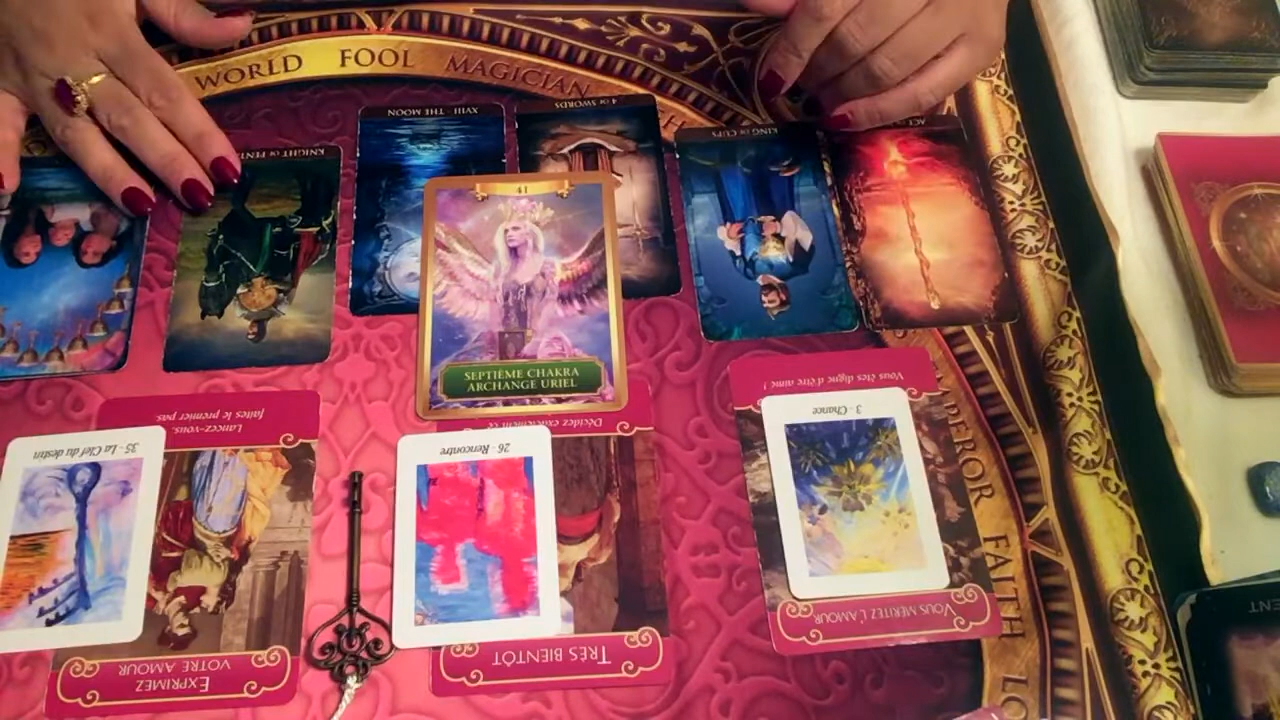 WORLD FOOL MAGICIAN
XVIII - THE MOON
4 OF SWORDS
KING OF CUPS
KNIGHT OF
41
SEPTIÈME CHAKRA
ARCHANGE URIEL
Lancez-vous,
faites le premier pas.
35 - La Clef du destin
EXPRIMEZ
VOTRE AMOUR
Décidez
26 - Rencontre
TRÈS BIENTÔT
Vous êtes digne d'être aimé !
3 - Chance
VOUS MÉRITEZ L'AMOUR
FAITH